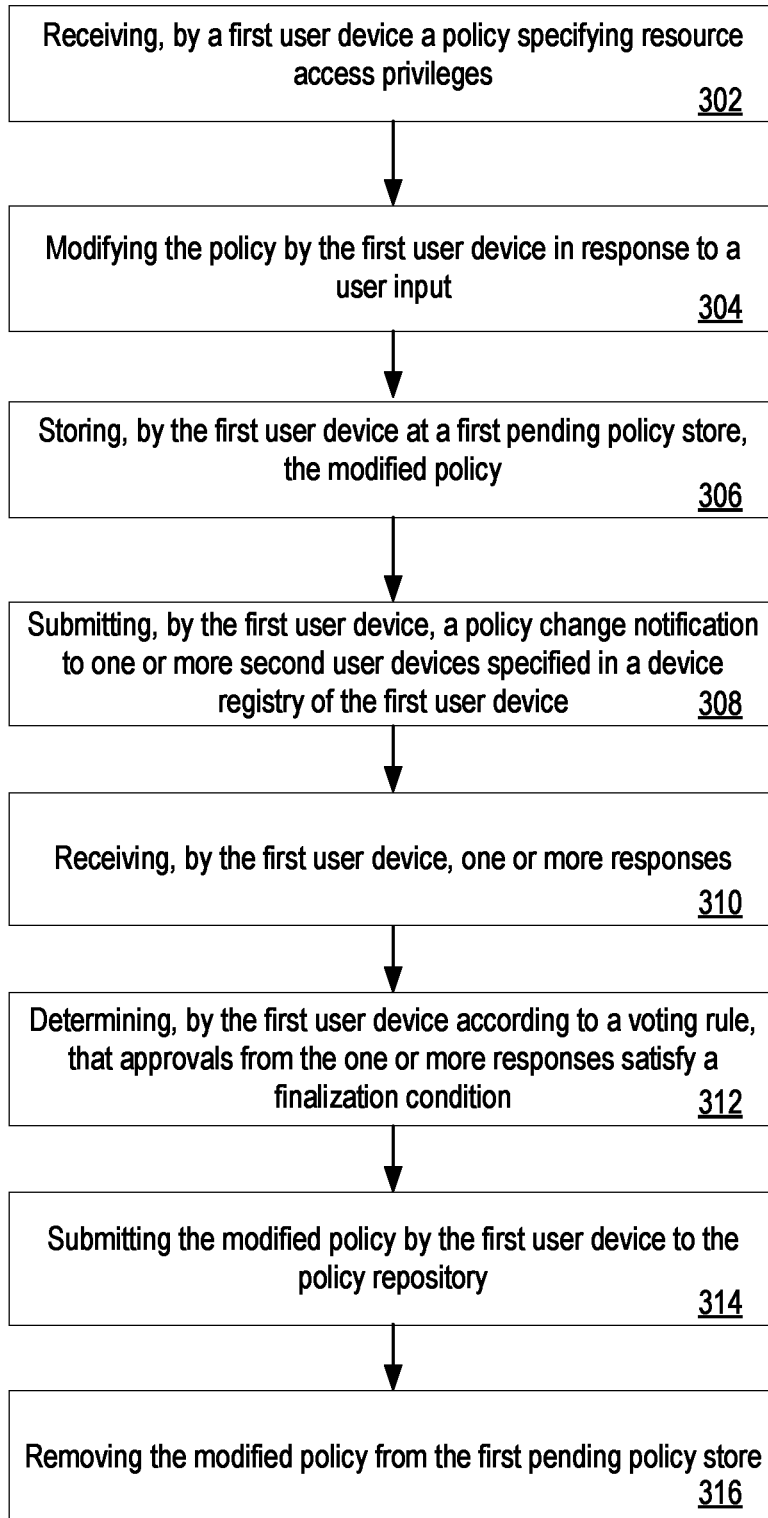 Receiving, by a first user device a policy specifying resource
access privileges
302
Modifying the policy by the first user device in response to a
user input
304
Storing, by the first user device at a first pending policy store,
the modified policy
306
Submitting, by the first user device, a policy change notification
to one or more second user devices specified in a device
registry of the first user device
308
Receiving, by the first user device, one or more responses
310
Determining, by the first user device according to a voting rule,
that approvals from the one or more responses satisfy a
finalization condition
312
Submitting the modified policy by the first user device to the
policy repository
314
Removing the modified policy from the first pending policy store
316